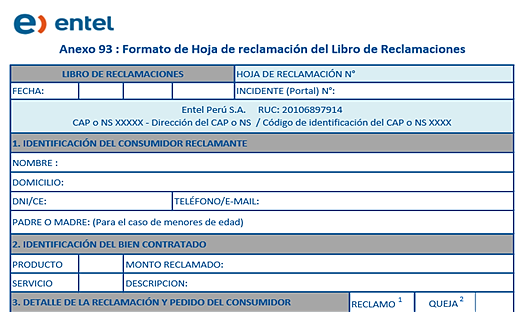 entel
Anexo 93 : Formato de Hoja de reclamación del Libro de Reclamaciones
LIBRO DE RECLAMACIONES HOJA DE RECLAMACIÓN N°
FECHA: INCIDENTE (Portal) N°:
Entel Perú S.A. RUC: 20106897914
CAP o NS XXXXX - Dirección del CAP o NS / Código de identificación del CAP o NS XXXX
1. IDENTIFICACIÓN DEL CONSUMIDOR RECLAMANTE
NOMBRE :
DOMICILIO:
DNI/CE: TELÉFONO/E-MAIL:
PADRE O MADRE: (Para el caso de menores de edad)
2. IDENTIFICACIÓN DEL BIEN CONTRATADO
PRODUCTO MONTO RECLAMADO:
SERVICIO DESCRIPCION:
3. DETALLE DE LA RECLAMACIÓN Y PEDIDO DEL CONSUMIDOR RECLAMO 1 QUEJA 2